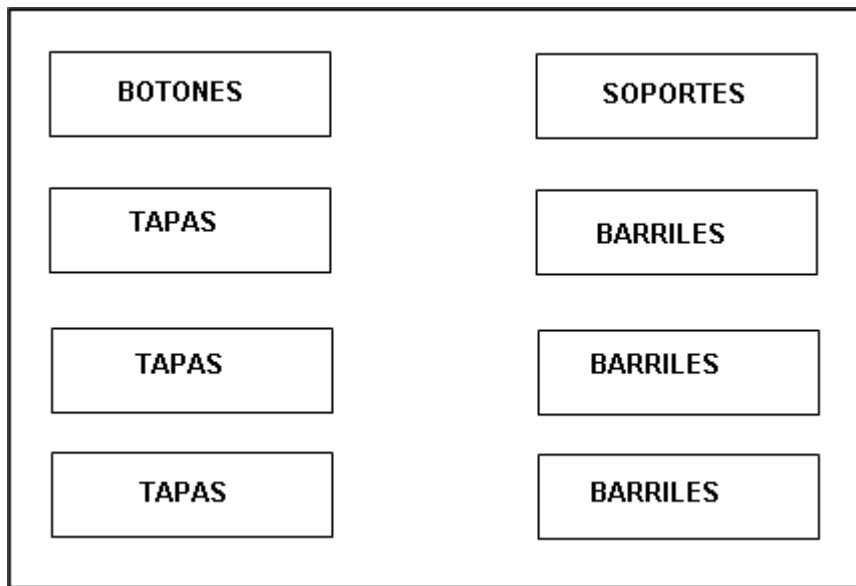 BOTONES
SOPORTES
TAPAS
BARRILES
TAPAS
BARRILES
TAPAS
BARRILES